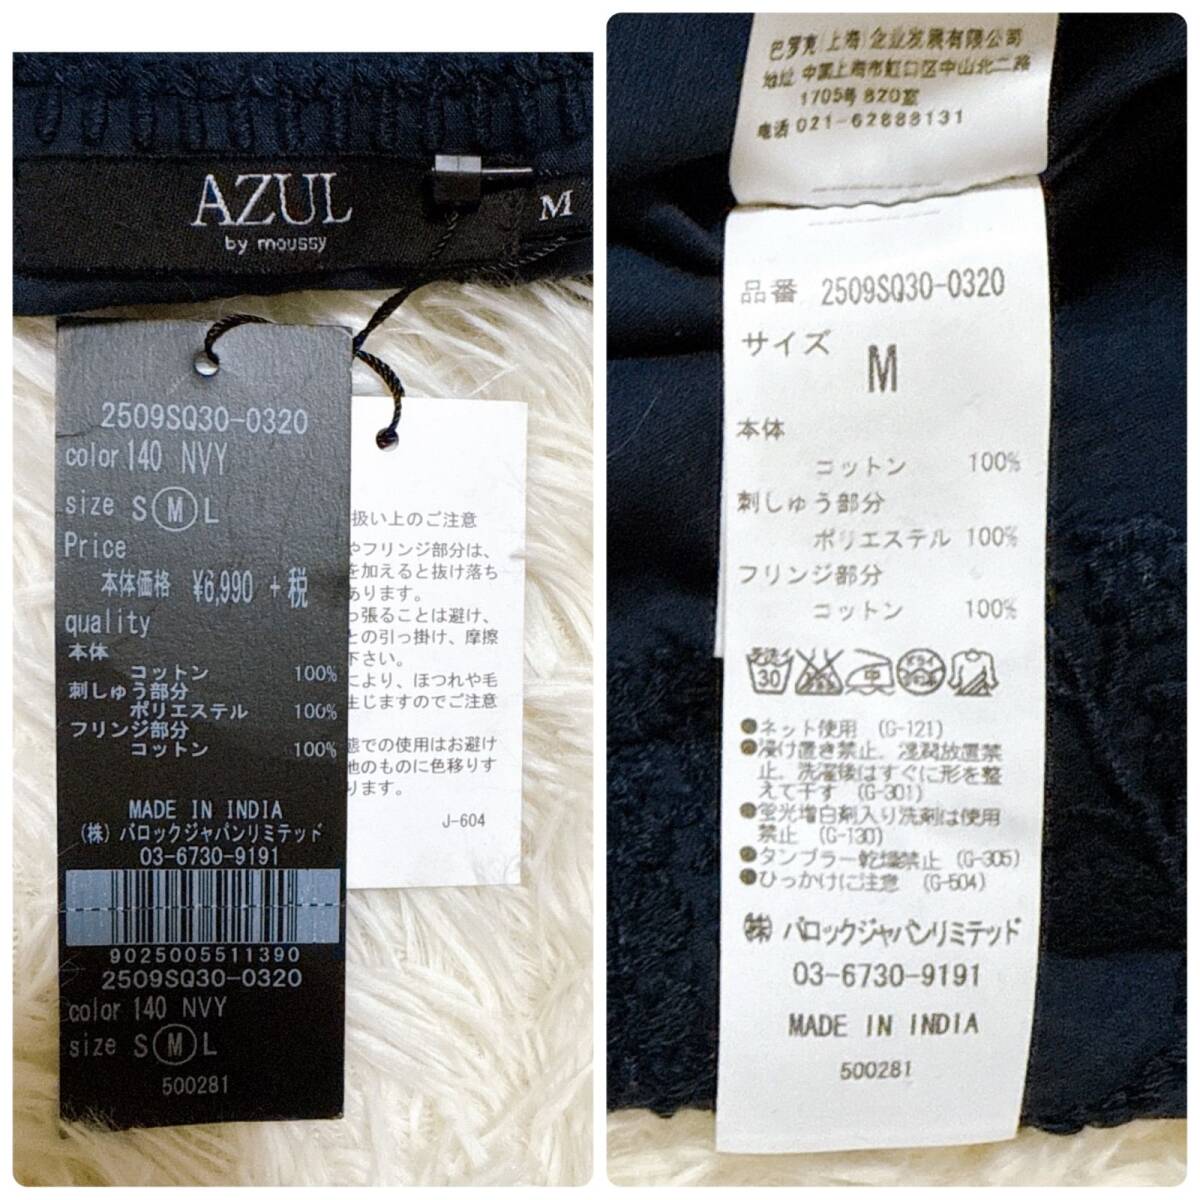 AZUL
by moussy
M
2509SQ30-0320
color 140 NVY
size S M L
Price
本体価格 ¥6,990 +税
quality
本体
コットン 100%
刺しゅう部分
ポリエステル 100%
フリンジ部分
コットン 100%
MADE IN INDIA
(株) バロックジャパンリミテッド
03-6730-9191
9025005511390
2509SQ30-0320
color 140 NVY
size S M L
500281
扱い上のご注意
やフリンジ部分は、
を加えると抜け落ち
あります。
っ張ることは避け、
との引っ掛け、摩擦
下さい。
により、ほつれや毛
生じますのでご注意
態での使用はお避け
他のものに色移りす
ります。
J-604
巴罗克(上海)企业发展有限公司
地址 中国上海市虹口区中山北二路
1705号 820室
电话 021-62888131
品番 2509SQ30-0320
サイズ M
本体
コットン 100%
刺しゅう部分
ポリエステル 100%
フリンジ部分
コットン 100%
30
中
ドライ
●ネット使用 (G-121)
●浸け置き禁止、湿潤放置禁
止、洗濯後はすぐに形を整
えて干す (G-301)
●蛍光増白剤入り洗剤は使用
禁止 (G-130)
●タンブラー乾燥禁止 (G-305)
●ひっかけに注意 (G-504)
㈱ バロックジャパンリミテッド
03-6730-9191
MADE IN INDIA
500281